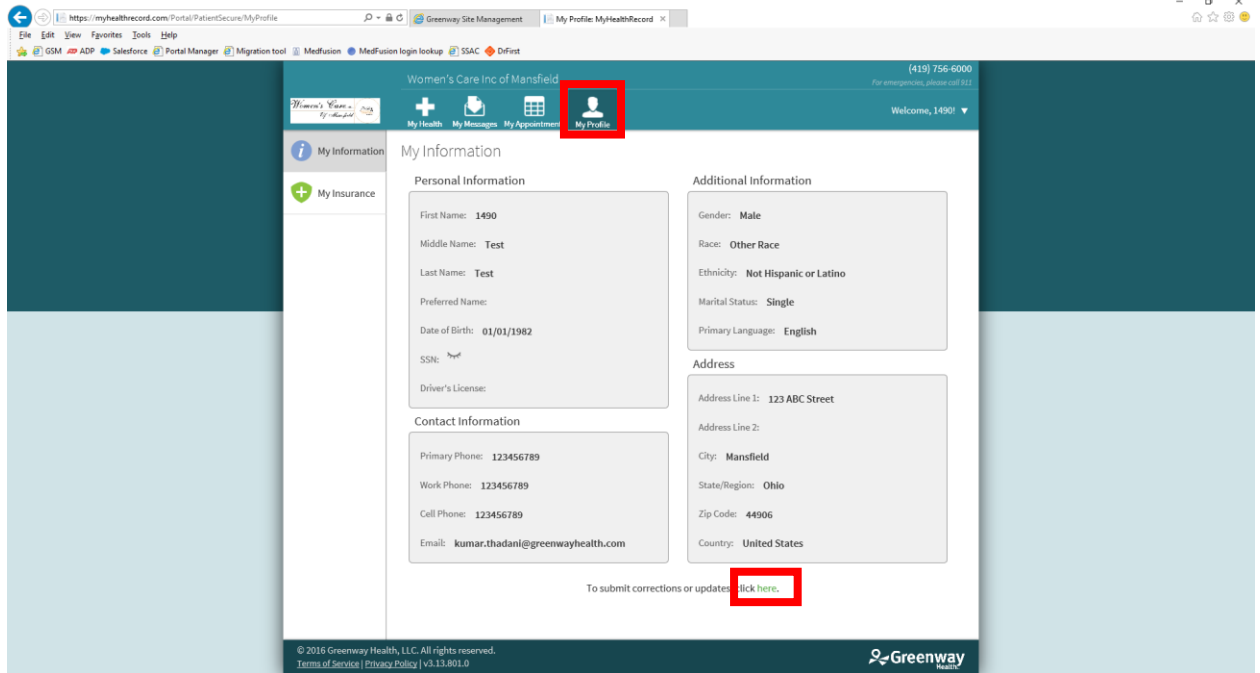 https://myhealthrecord.com/Portal/PatientSecure/MyProfile
Greenway Site Management
My Profile: MyHealthRecord
File Edit View Favorites Tools Help
GSM ADP Salesforce Portal Manager Migration tool Medfusion MedFusion login lookup SSAC DrFirst
(419) 756-6000
Women's Care Inc of Mansfield
For emergencies, please call 911
Women's Care
Of Mansfield
My Health My Messages My Appointment My Profile
Welcome, 1490!
My Information
My Insurance
My Information
Personal Information
First Name: 1490
Middle Name: Test
Last Name: Test
Preferred Name:
Date of Birth: 01/01/1982
SSN:
Driver's License:
Contact Information
Primary Phone: 123456789
Work Phone: 123456789
Cell Phone: 123456789
Email: kumar.thadani@greenwayhealth.com
Additional Information
Gender: Male
Race: Other Race
Ethnicity: Not Hispanic or Latino
Marital Status: Single
Primary Language: English
Address
Address Line 1: 123 ABC Street
Address Line 2:
City: Mansfield
State/Region: Ohio
Zip Code: 44906
Country: United States
To submit corrections or updates click here.
© 2016 Greenway Health, LLC. All rights reserved.
Terms of Service | Privacy Policy | v3.13.801.0
Greenway
Health